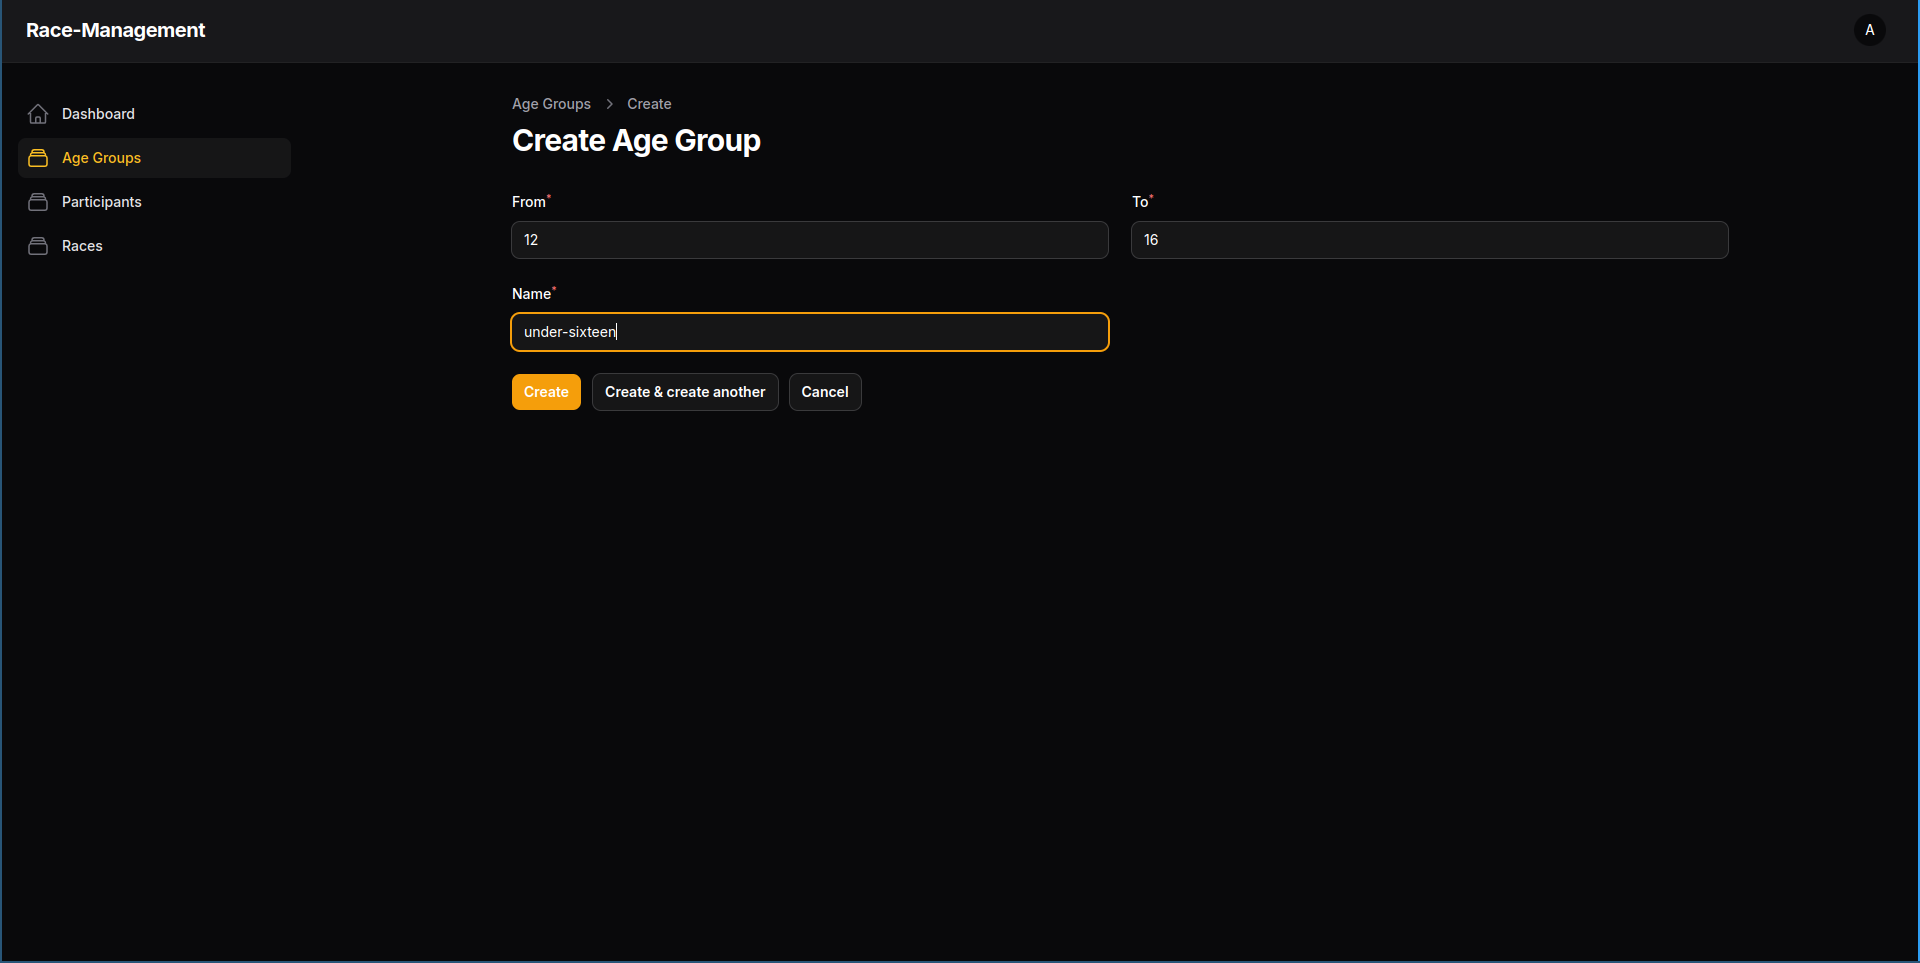 Race-Management
A
Dashboard
Age Groups
Participants
Races
Age Groups > Create
Create Age Group
From*
To*
12
16
Name*
under-sixteen
Create
Create & create another
Cancel